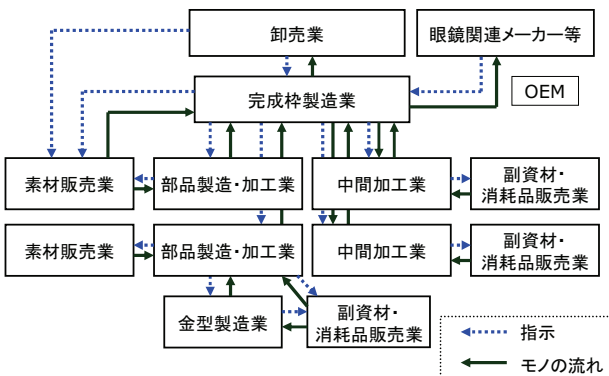 卸売業
眼鏡関連メーカー等
完成枠製造業
OEM
素材販売業
部品製造・加工業
中間加工業
副資材・
消耗品販売業
素材販売業
部品製造・加工業
中間加工業
副資材・
消耗品販売業
金型製造業
副資材・
消耗品販売業
指示
モノの流れ